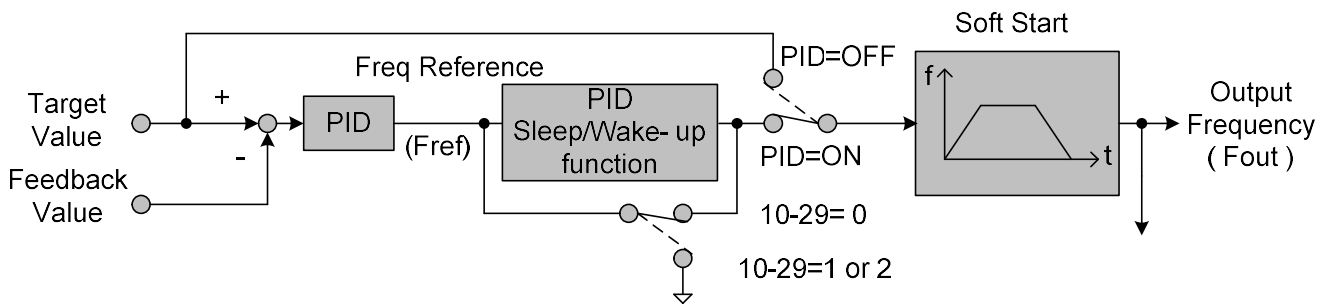 Soft Start
PID=OFF
Freq Reference
Target
Value
+
-
PID
(Fref)
PID
Sleep/Wake- up
function
PID=ON
f
t
Output
Frequency
( Fout )
Feedback
Value
10-29= 0
10-29=1 or 2